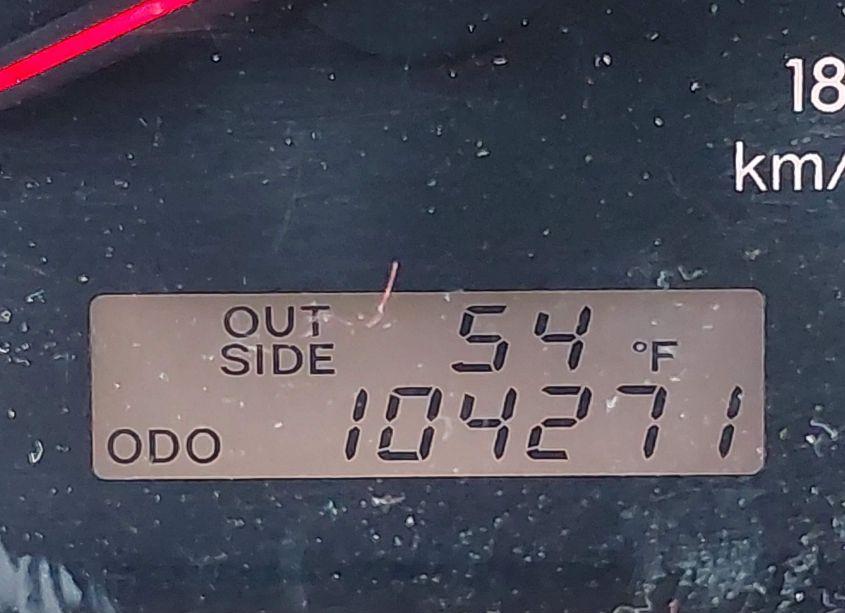 18
km/
OUT SIDE 54 °F
ODO 104271